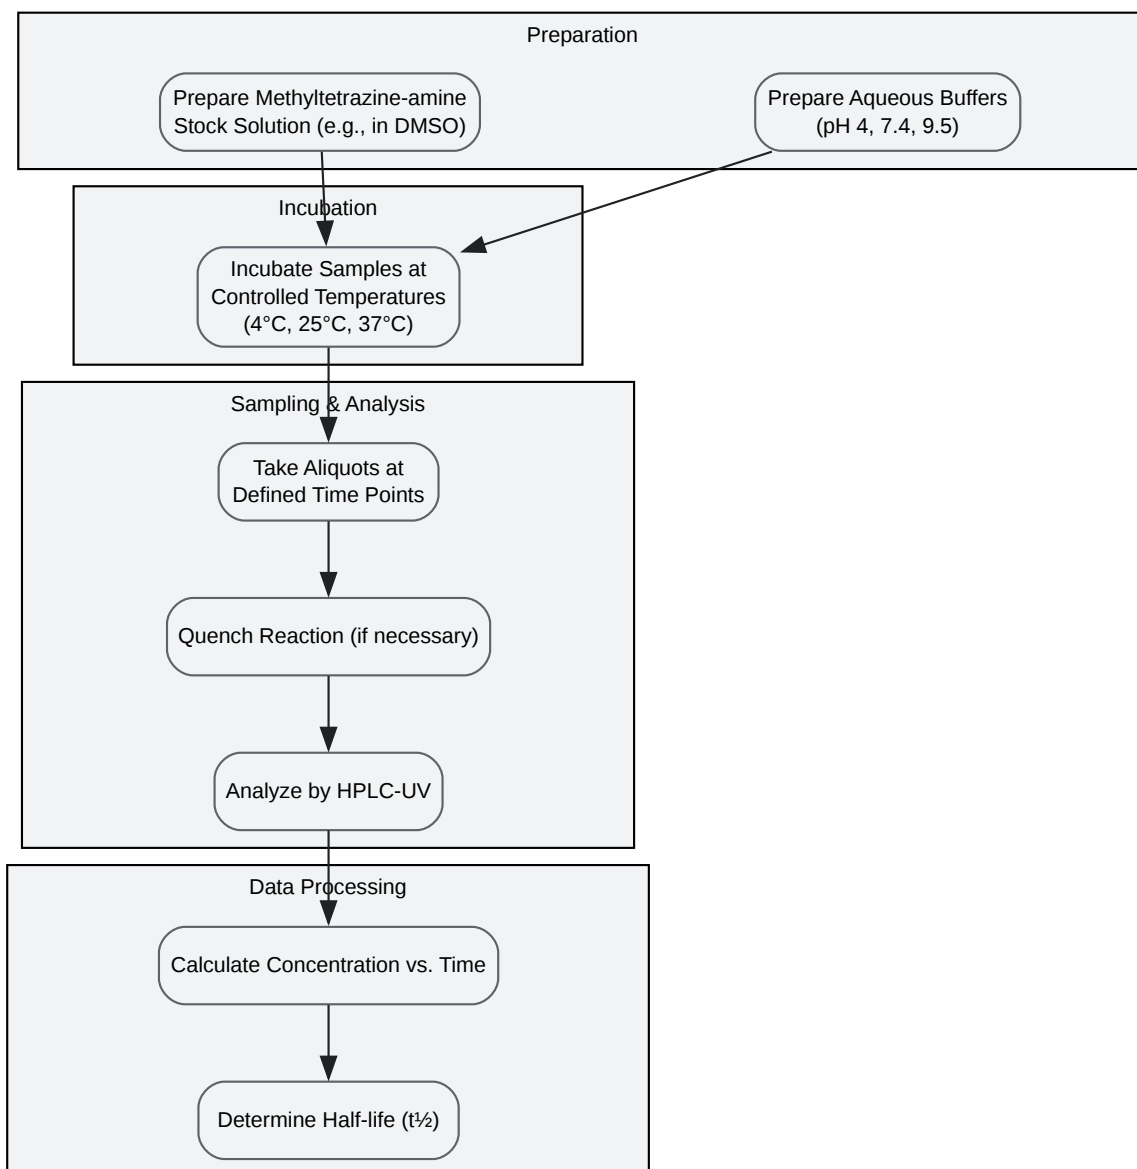 Preparation
Prepare Methyltetrazine-amine
Stock Solution (e.g., in DMSO)
Prepare Aqueous Buffers
(pH 4, 7.4, 9.5)
Incubation
Incubate Samples at
Controlled Temperatures
(4°C, 25°C, 37°C)
Sampling & Analysis
Take Aliquots at
Defined Time Points
Quench Reaction (if necessary)
Analyze by HPLC-UV
Data Processing
Calculate Concentration vs. Time
Determine Half-life (t½)